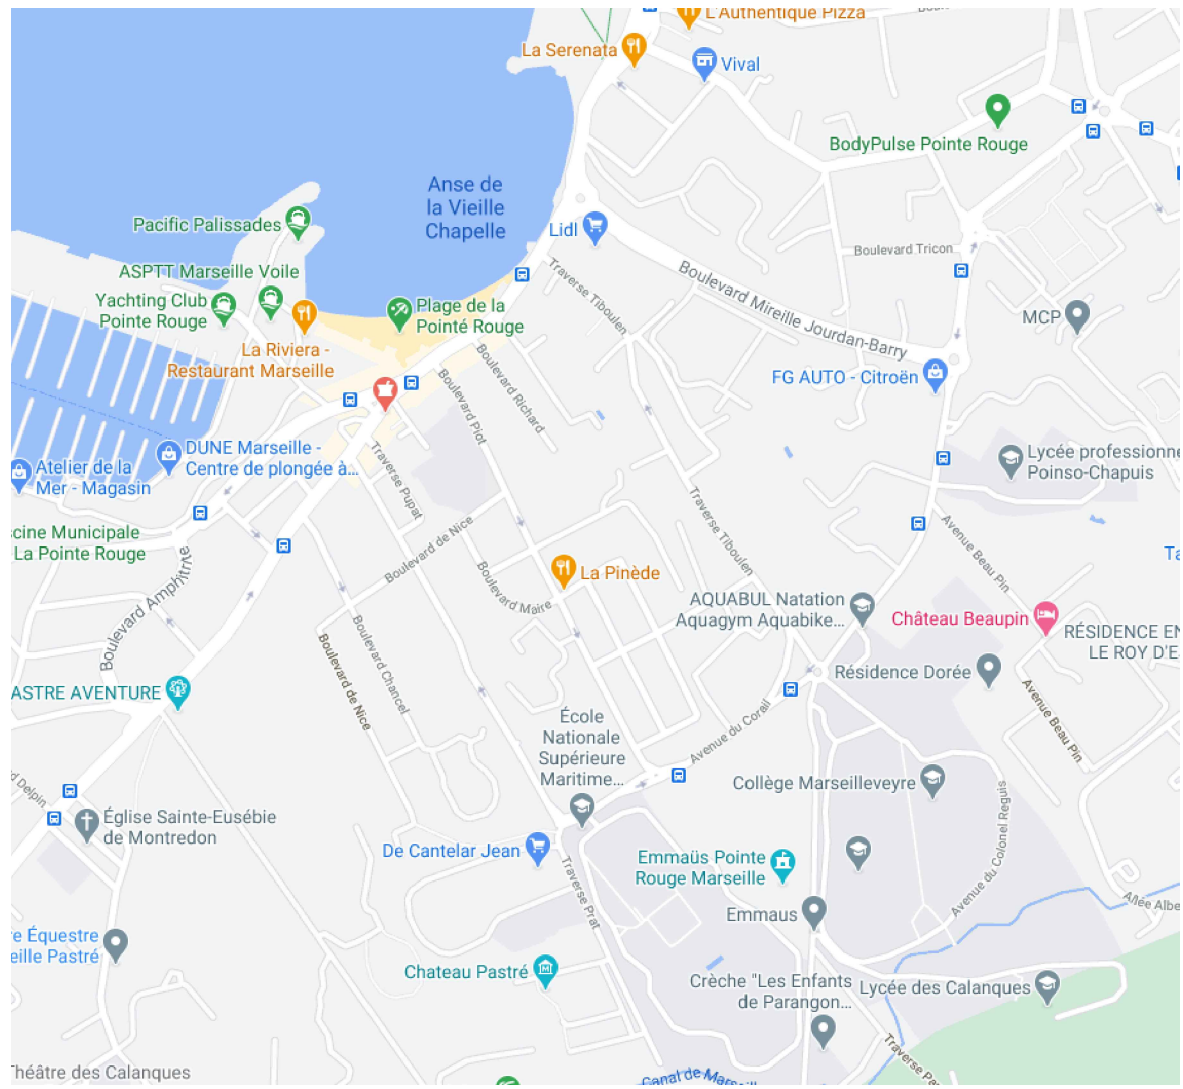 L'Authentique Pizza
La Serenata
Vival
BodyPulse Pointe Rouge
Anse de
la Vieille
Chapelle
Pacific Palissades
Lidl
Boulevard Tricon
ASPTT Marseille Voile
Traverse Tiboulen
Boulevard Mireille Jourdan-Barry
Yachting Club
Pointe Rouge
Plage de la
Pointe Rouge
MCP
La Riviera -
Restaurant Marseille
Boulevard Richard
Boulevard Piot
FG AUTO - Citroën
DUNE Marseille -
Centre de plongée à...
Traverse Pupat
Atelier de la
Mer - Magasin
Lycée professionne
Poinso-Chapuis
cine Municipale
La Pointe Rouge
Boulevard de Nice
Traverse Tiboulen
Avenue Beau Pin
Ta
Boulevard Amphitrite
Boulevard Maire
La Pinède
AQUABUL Natation
Aquagym Aquabike...
Château Beaupin
RÉSIDENCE EN
LE ROY D'E
Boulevard de Nice
Boulevard Chancel
Résidence Dorée
ASTRE AVENTURE
Avenue Beau Pin
École
Nationale
Supérieure
Maritime...
Avenue du Corail
Collège Marseilleveyre
d Delpin
Église Sainte-Eusébie
de Montredon
Avenue du Colonel Reguis
De Cantelar Jean
Emmaüs Pointe
Rouge Marseille
Traverse Prat
Allée Albe
Emmaus
re Équestre
eille Pastré
Chateau Pastré
Crèche "Les Enfants
de Parangon...
Lycée des Calanques
Théâtre des Calanques
Canal de Marseill
Traverse Pa